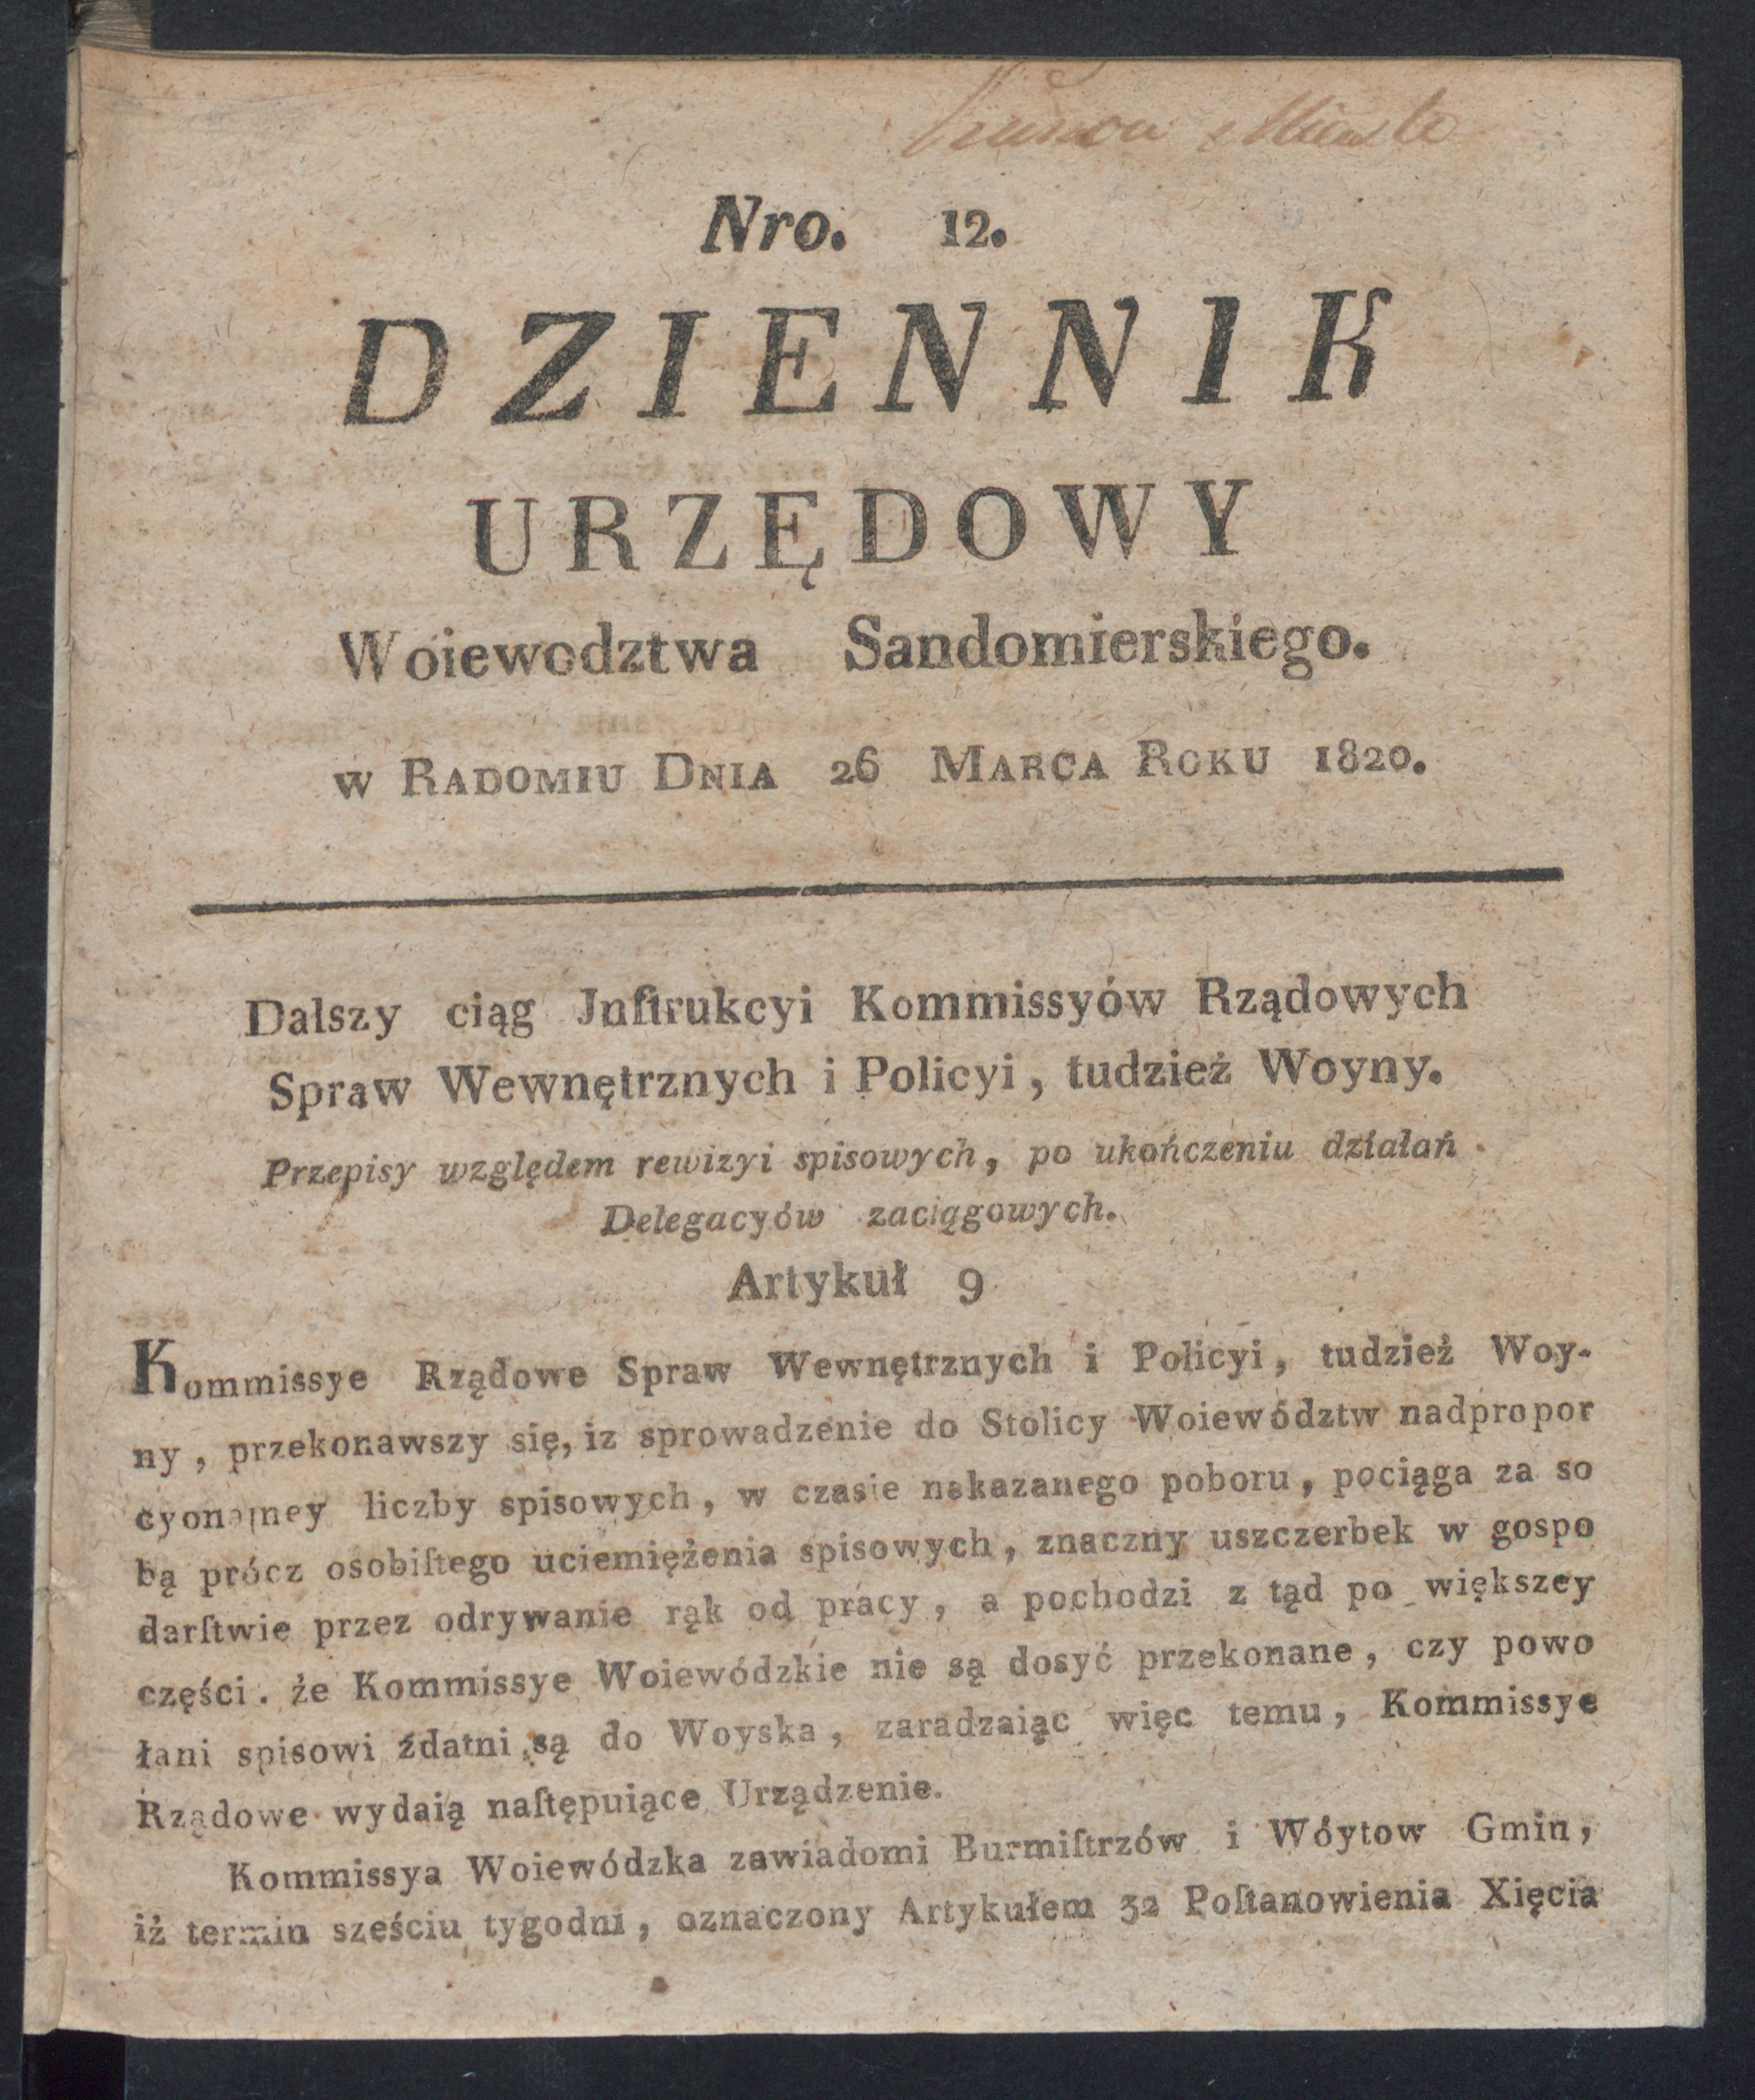 Nro. 12.
DZIENNIK
URZĘDOWY
Woiewodztwa Sandomierskiego.
w Radomiu Dnia 26 Marca Roku 1820.
Dalszy ciąg Jnſtrukcyi Kommissyów Rządowych
Spraw Wewnętrznych i Policyi, tudzież Woyny.
Przepisy względem rewizyi spisowych, po ukończeniu działań
Delegacyów zaciągowych.
Artykuł 9
Kommissye Rządowe Spraw Wewnętrznych i Policyi, tudzież Woy-
ny, przekonawszy się, iz sprowadzenie do Stolicy Woiewództw nadpropor
cyonalney liczby spisowych, w czasie nakazanego poboru, pociąga za so
bą prócz osobiſtego uciemiężenia spisowych, znaczny uszczerbek w gospo
darſtwie przez odrywanie rąk od pracy, a pochodzi z tąd po większey
części. że Kommissye Woiewódzkie nie są dosyć przekonane, czy powo
łani spisowi źdatni są do Woyska, zaradzaiąc więc temu, Kommissye
Rządowe wydaią naſtępuiące Urządzenie.
Kommissya Woiewódzka zawiadomi Burmiſtrzów i Wóytow Gmin,
iż termin sześciu tygodni, oznaczony Artykułem 32 Poſtanowienia Xięcia